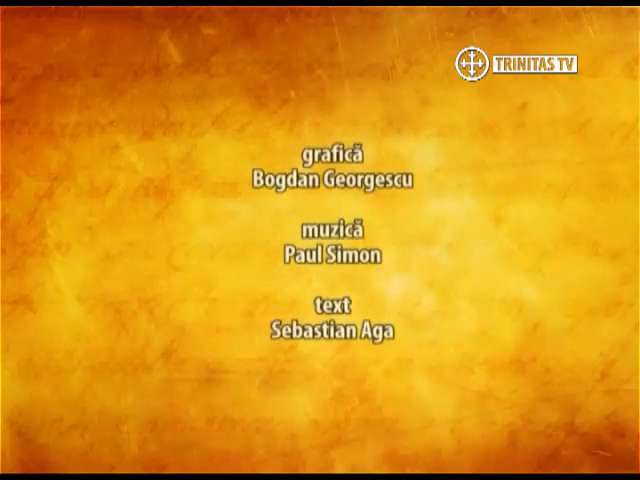 TRINITAS TV
grafică
Bogdan Georgescu
muzică
Paul Simon
text
Sebastian Aga